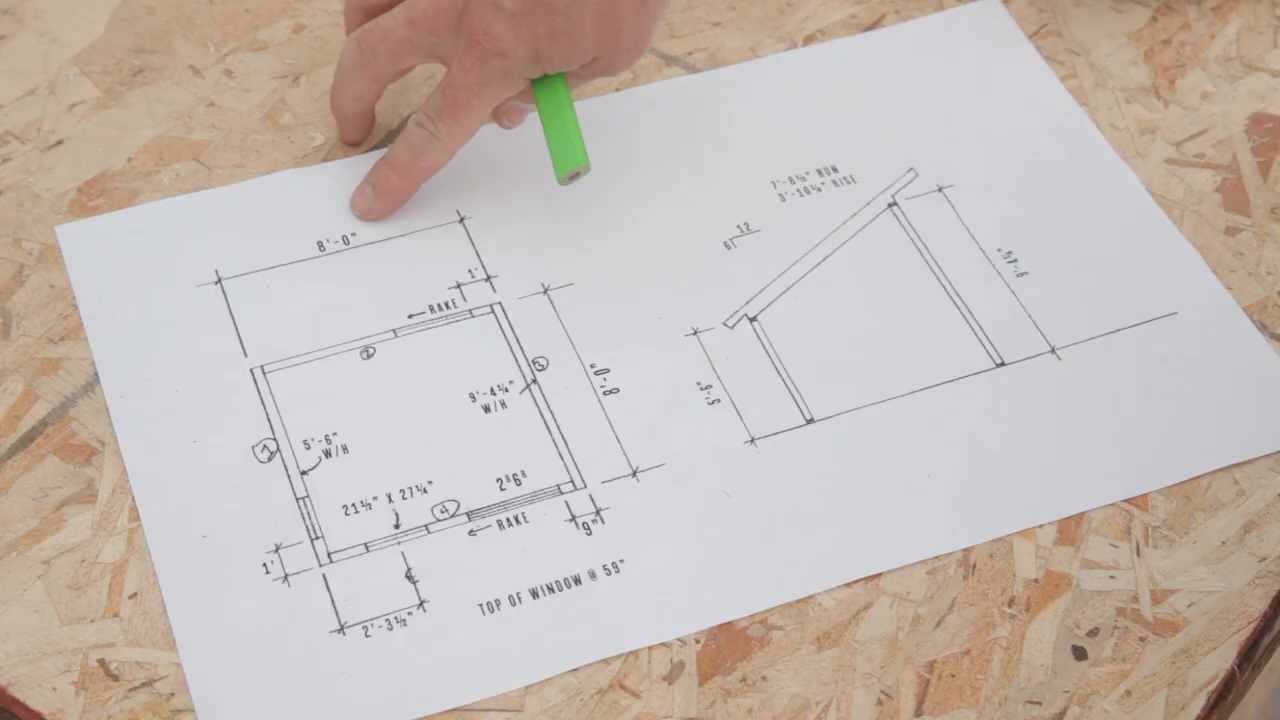 8'-0"
1'
← RAKE
2
3
9'-4¼"
W/H
8'-0"
1
5'-6"
W/H
21½" X 27¼"
4
2⁸6⁸
← RAKE
9"
1'
℄
2'-3½"
TOP OF WINDOW @ 59"
7'-8½" RUN
3'-10¼" RISE
12
6
9'-4¼"
5'-6"